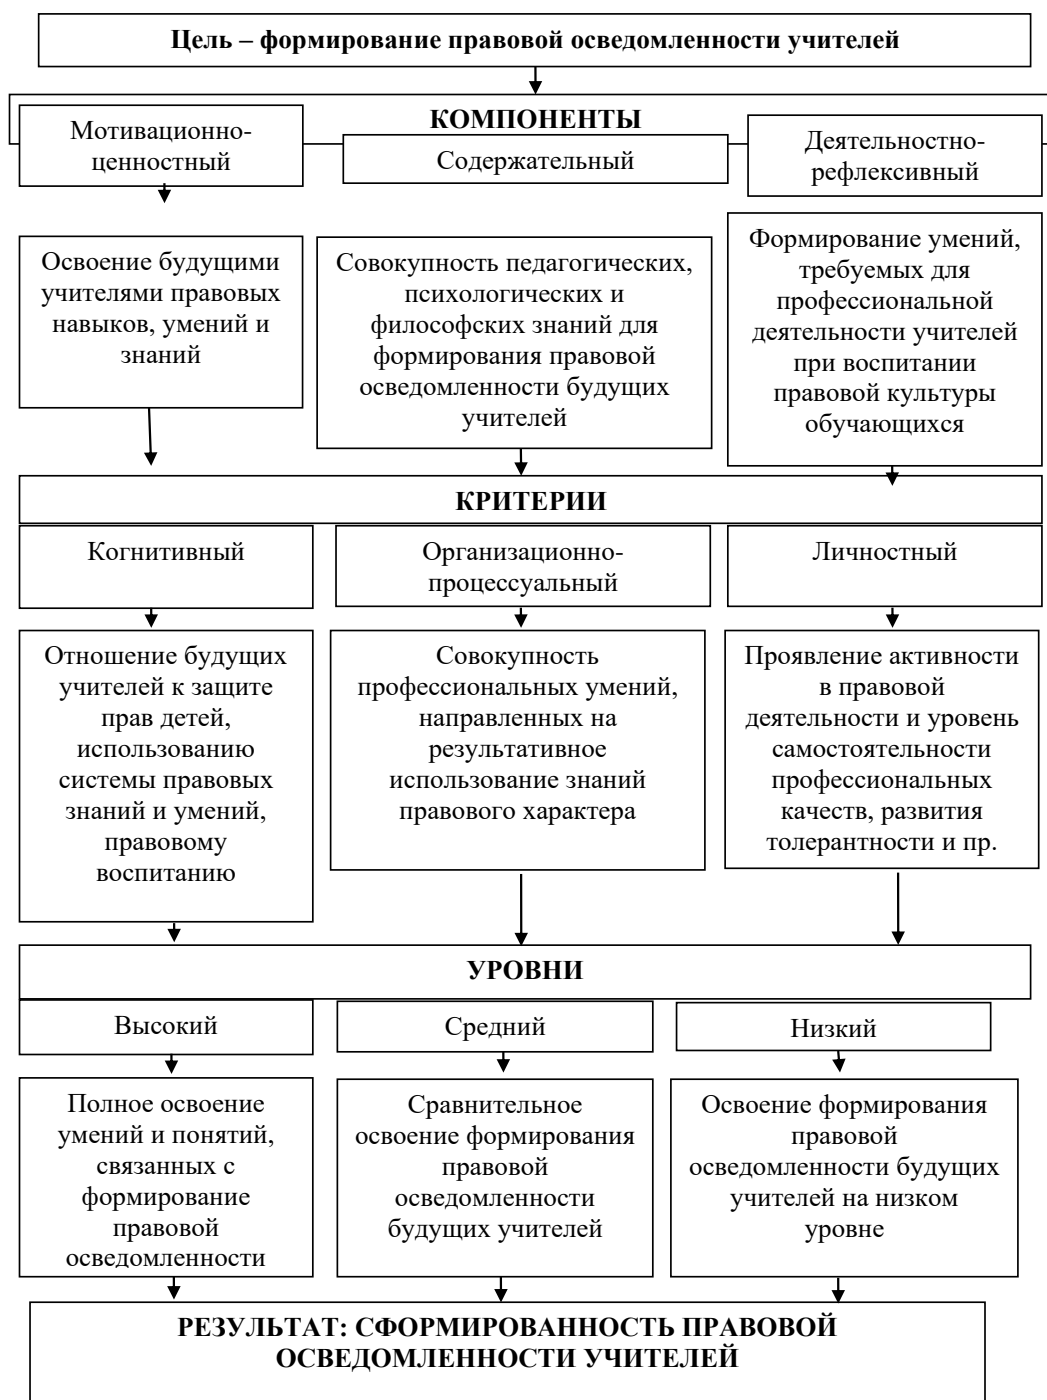 Цель – формирование правовой осведомленности учителей
КОМПОНЕНТЫ
Мотивационно-
ценностный
Содержательный
Деятельностно-
рефлексивный
Освоение будущими
учителями правовых
навыков, умений и
знаний
Совокупность педагогических,
психологических и
философских знаний для
формирования правовой
осведомленности будущих
учителей
Формирование умений,
требуемых для
профессиональной
деятельности учителей
при воспитании
правовой культуры
обучающихся
КРИТЕРИИ
Когнитивный
Организационно-
процессуальный
Личностный
Отношение будущих
учителей к защите
прав детей,
использованию
системы правовых
знаний и умений,
правовому
воспитанию
Совокупность
профессиональных умений,
направленных на
результативное
использование знаний
правового характера
Проявление активности
в правовой
деятельности и уровень
самостоятельности
профессиональных
качеств, развития
толерантности и пр.
УРОВНИ
Высокий
Средний
Низкий
Полное освоение
умений и понятий,
связанных с
формирование
правовой
осведомленности
Сравнительное
освоение формирования
правовой
осведомленности
будущих учителей
Освоение формирования
правовой
осведомленности будущих
учителей на низком
уровне
РЕЗУЛЬТАТ: СФОРМИРОВАННОСТЬ ПРАВОВОЙ
ОСВЕДОМЛЕННОСТИ УЧИТЕЛЕЙ